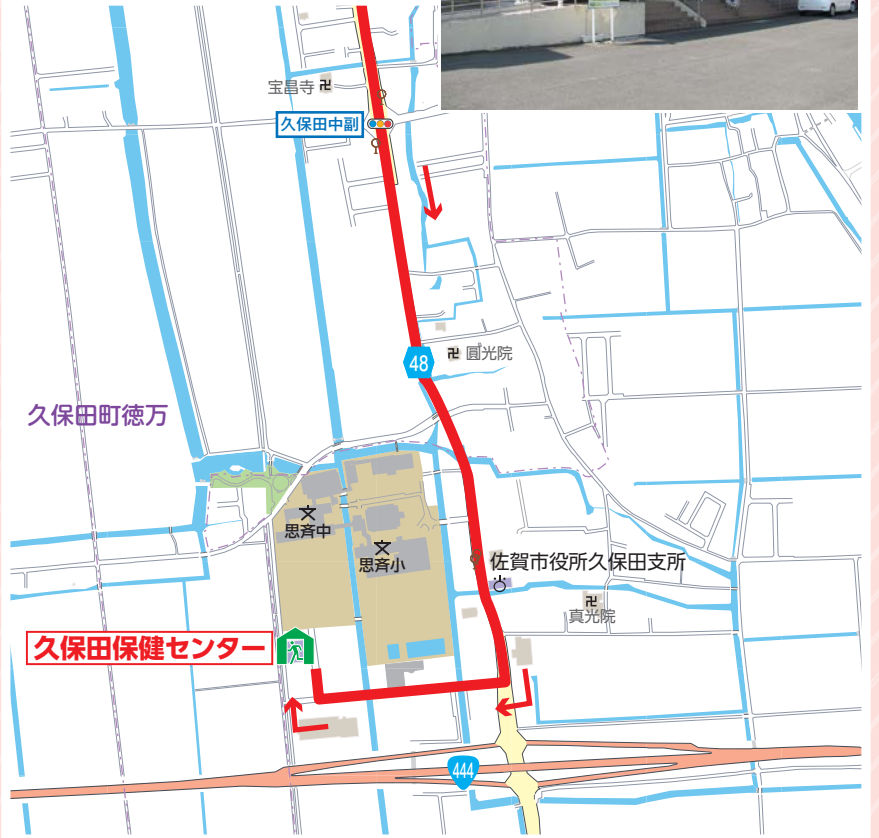 宝昌寺
久保田中副
48
圓光院
久保田町徳万
思斉中
思斉小
佐賀市役所久保田支所
真光院
久保田保健センター
444